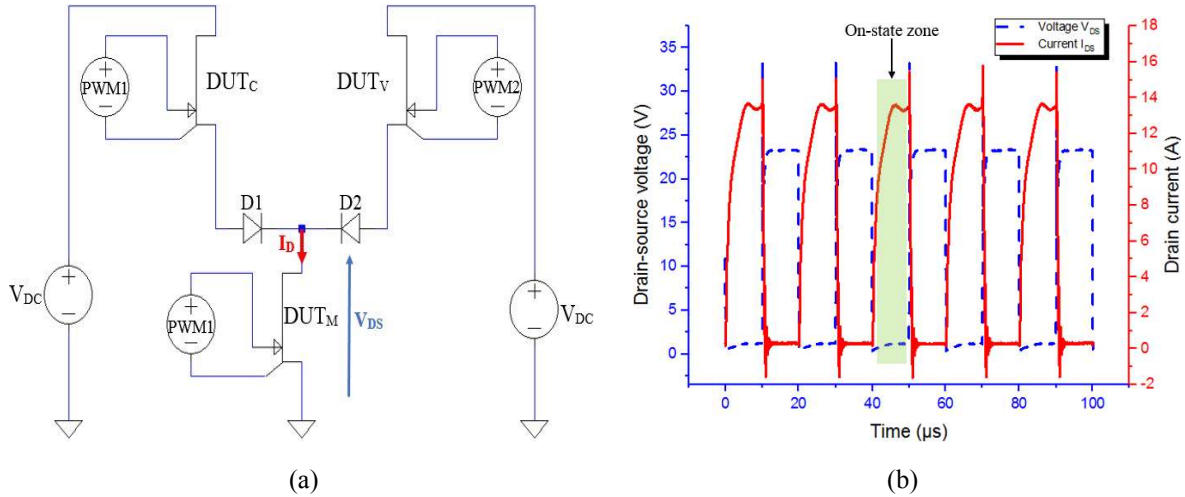 DUT_C
DUT_V
PWM1
+
−
PWM2
+
−
D1
D2
I_D
V_DC
+
−
PWM1
+
−
DUT_M
V_DS
+
−
V_DC
(a)
On-state zone
Voltage V_DS
Current I_DS
Drain-source voltage (V)
35
30
25
20
15
10
5
0
Drain current (A)
18
16
14
12
10
8
6
4
2
0
-2
0
20
40
60
80
100
Time (µs)
(b)